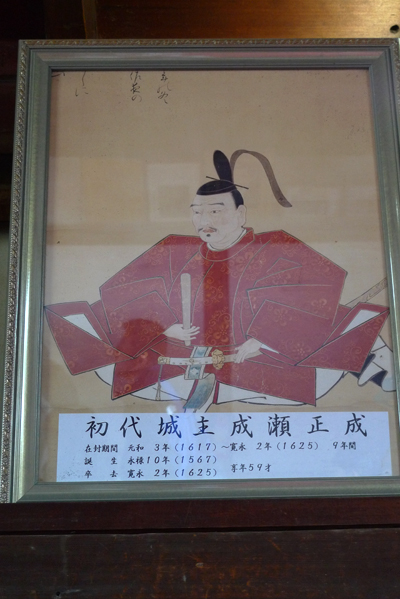 初代城主成瀬正成
在封期間 元和 3年(1617)～寛永 2年(1625) 9年間
誕 生 永禄10年(1567)
卒 去 寛永 2年(1625) 享年59才